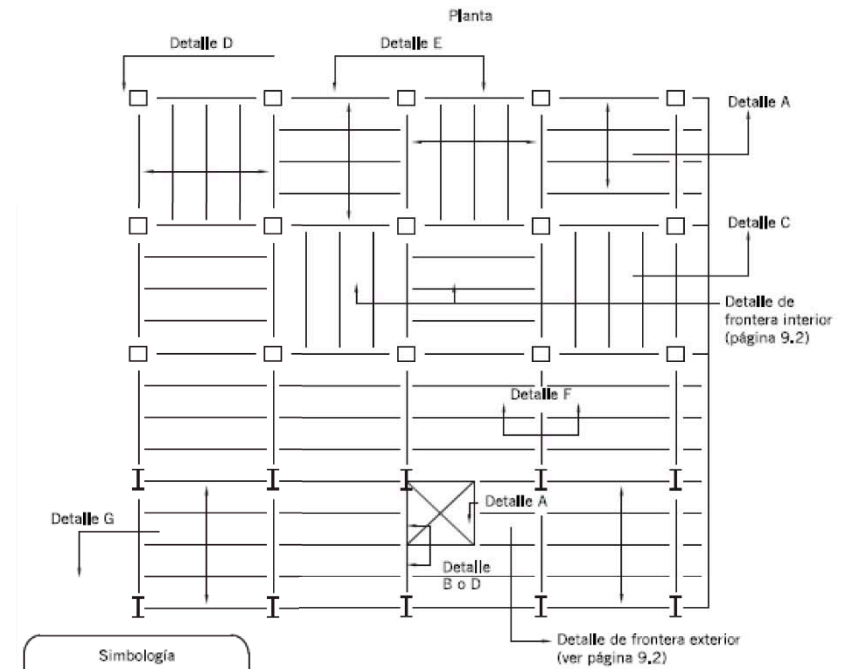 Planta
Detalle D
Detalle E
Detalle A
Detalle C
Detalle de
frontera interior
(página 9.2)
Detalle F
Detalle A
Detalle G
Detalle
B o D
Detalle de frontera exterior
(ver página 9.2)
Simbología